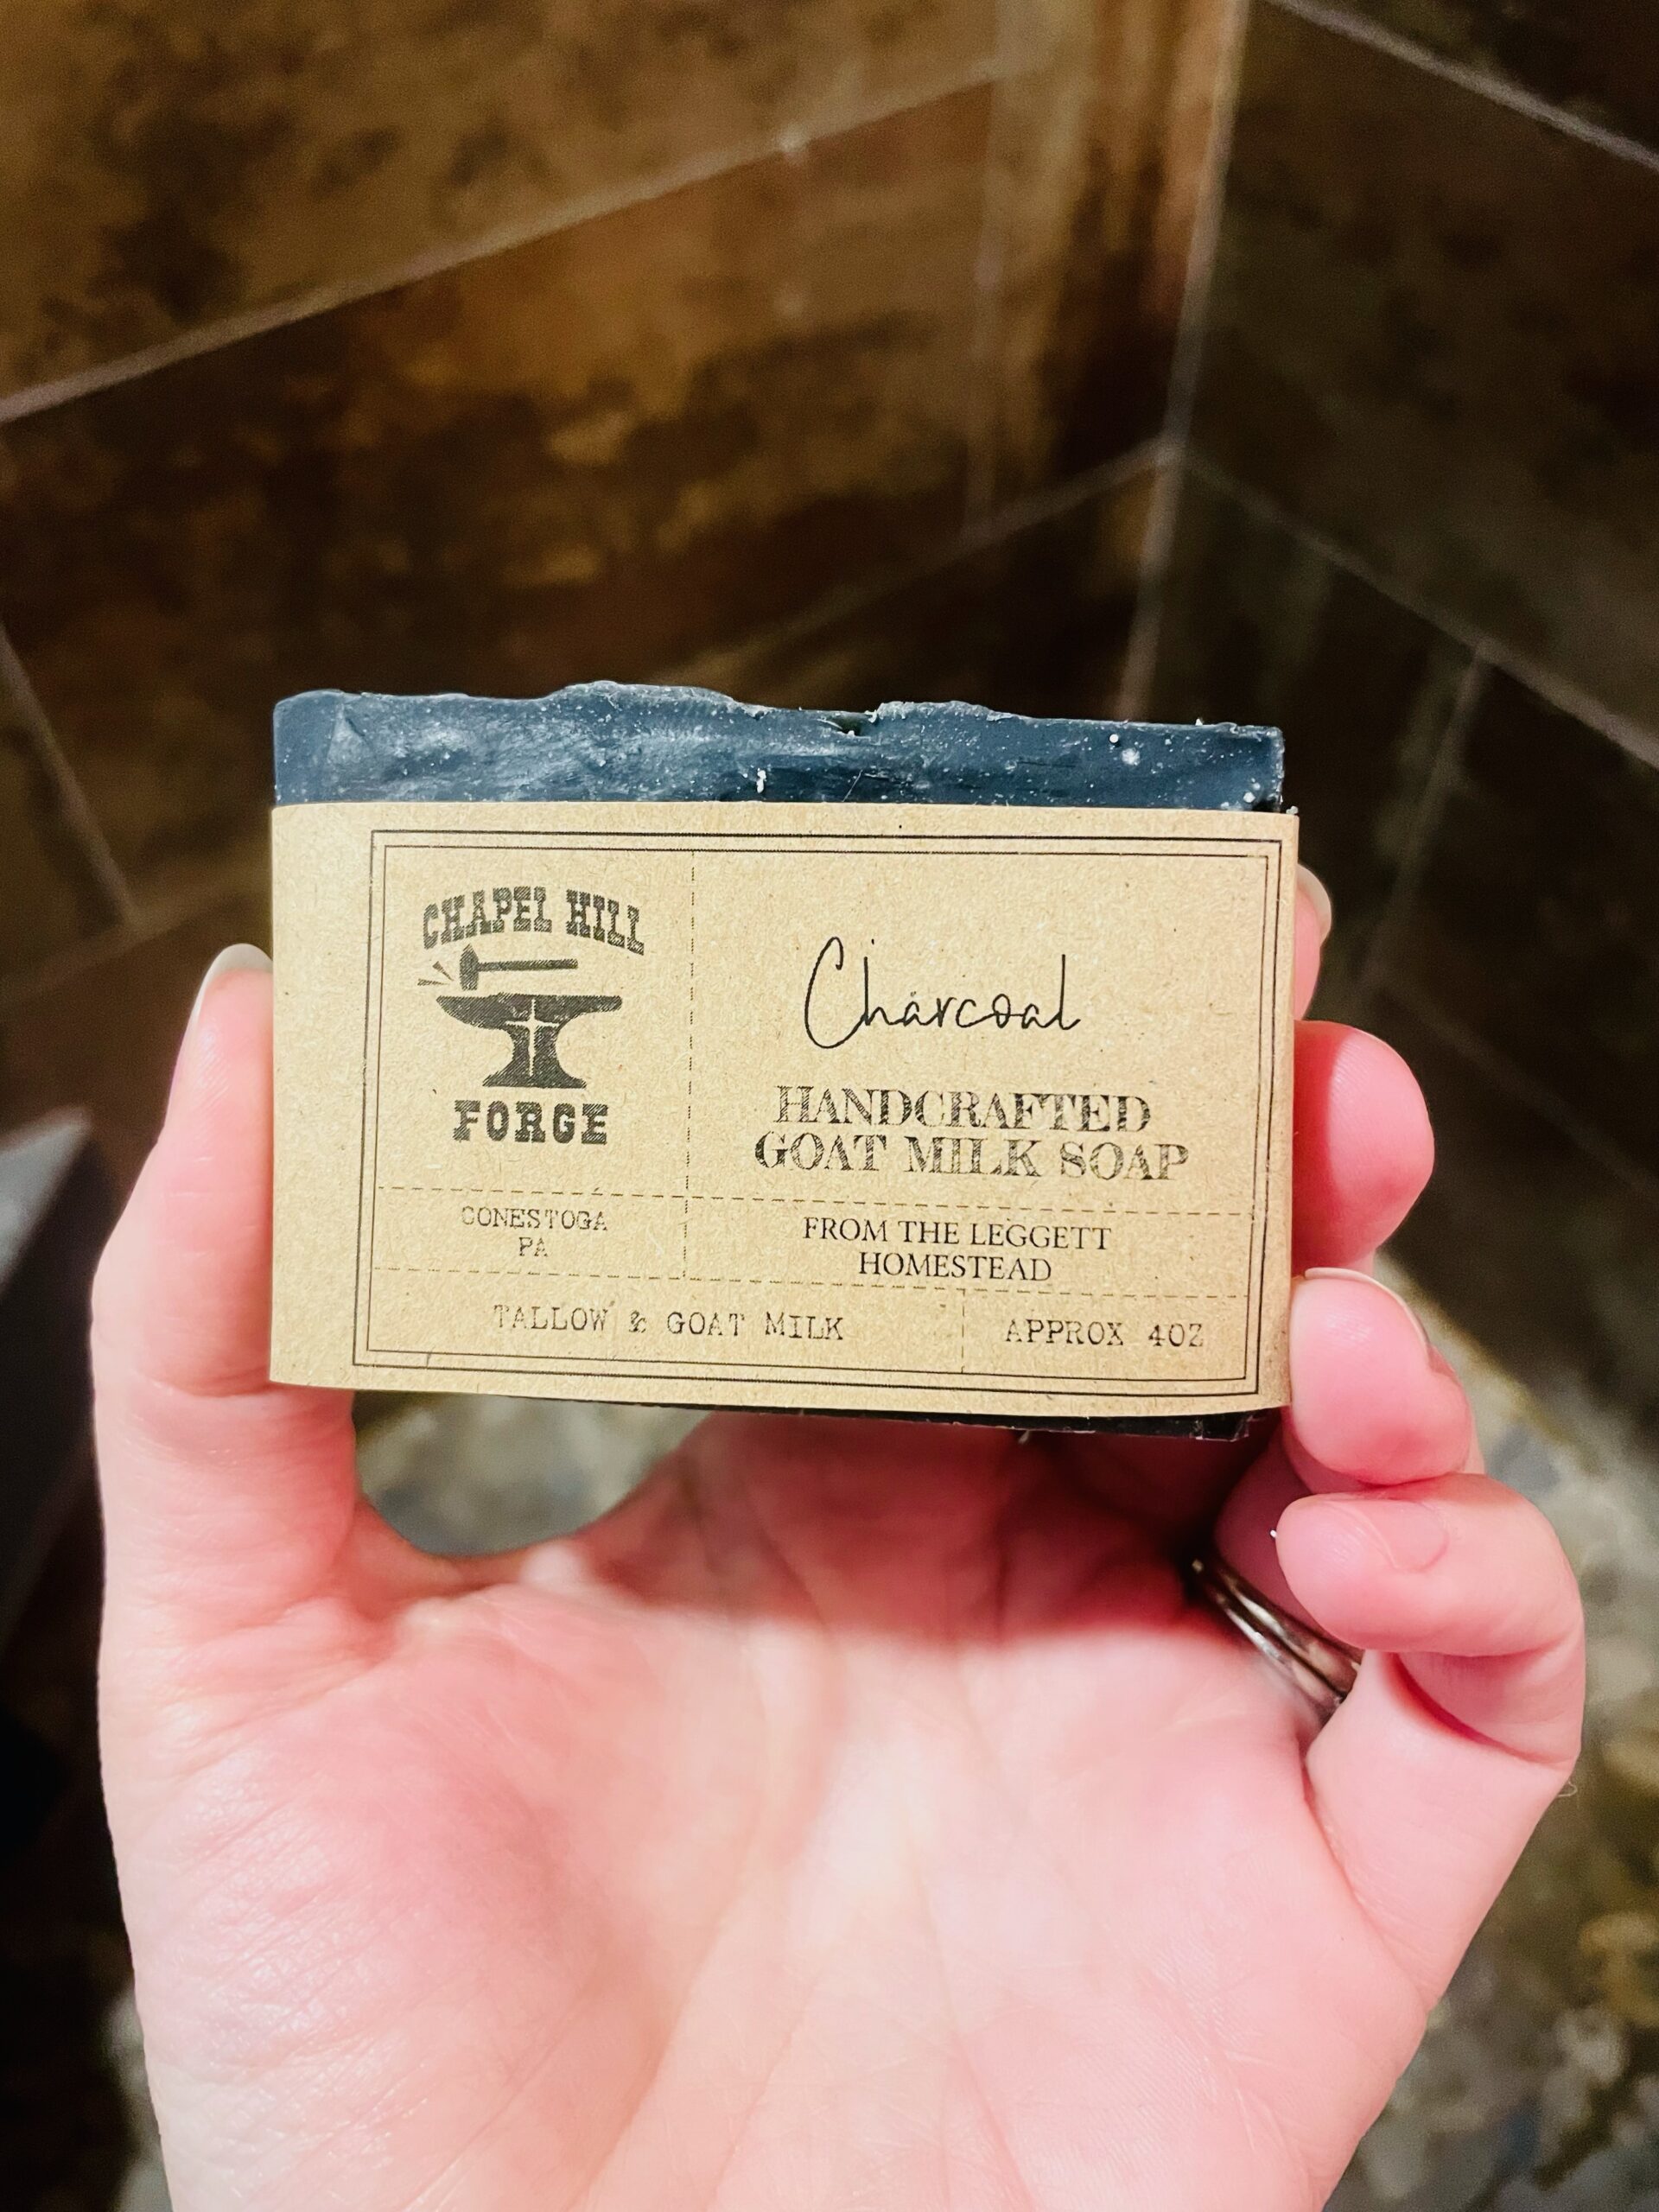 CHAPEL HILL
FORGE
Charcoal
HANDCRAFTED
GOAT MILK SOAP
CONESTOGA
PA
FROM THE LEGGETT
HOMESTEAD
TALLOW & GOAT MILK
APPROX 4OZ